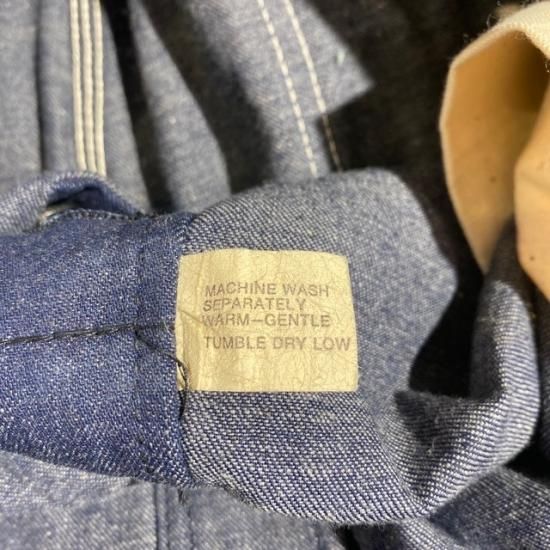 MACHINE WASH
SEPARATELY
WARM-GENTLE
TUMBLE DRY LOW